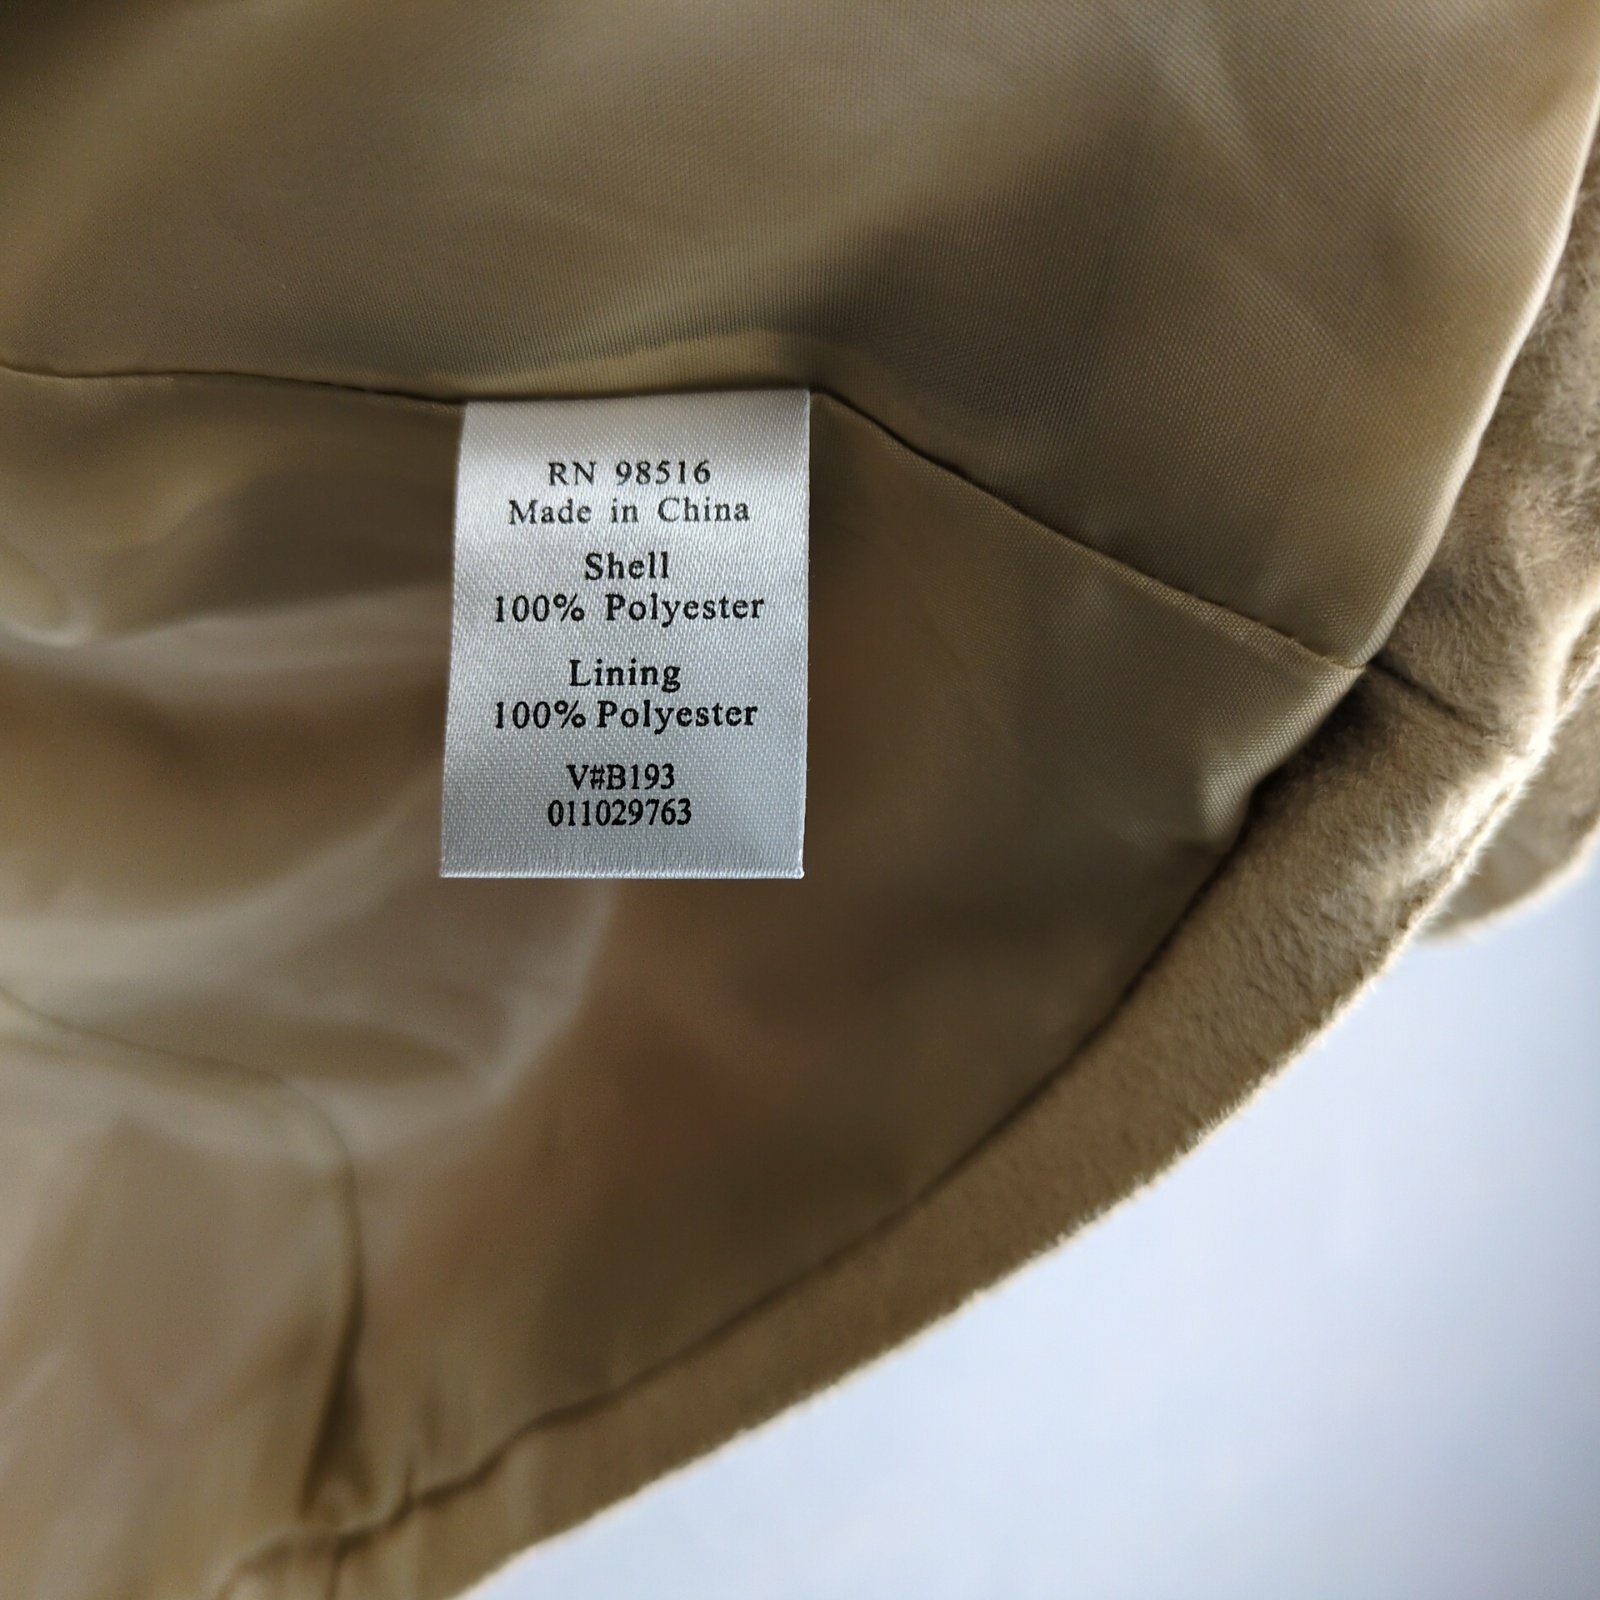 RN 98516
Made in China
Shell
100% Polyester
Lining
100% Polyester
V#B193
011029763